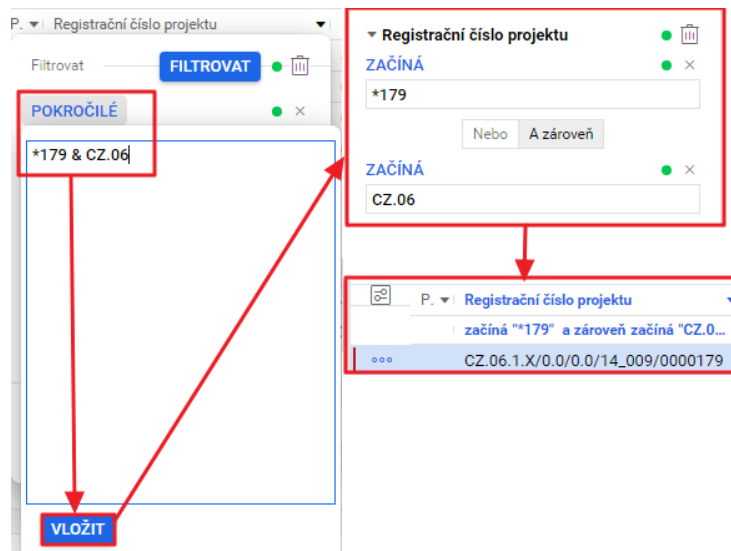 P. Registrační číslo projektu
Filtrovat FILTROVAT
POKROČILÉ
*179 & CZ.06
VLOŽIT
Registrační číslo projektu
ZAČÍNÁ
*179
Nebo A zároveň
ZAČÍNÁ
CZ.06
P. Registrační číslo projektu
začíná "*179" a zároveň začíná "CZ.0...
CZ.06.1.X/0.0/0.0/14_009/0000179